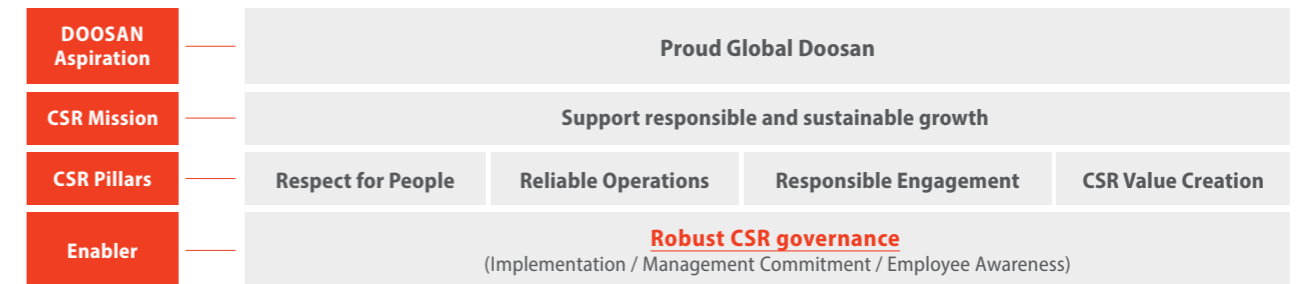 DOOSAN
Aspiration
Proud Global Doosan
CSR Mission
Support responsible and sustainable growth
CSR Pillars
Respect for People
Reliable Operations
Responsible Engagement
CSR Value Creation
Enabler
Robust CSR governance
(Implementation / Management Commitment / Employee Awareness)